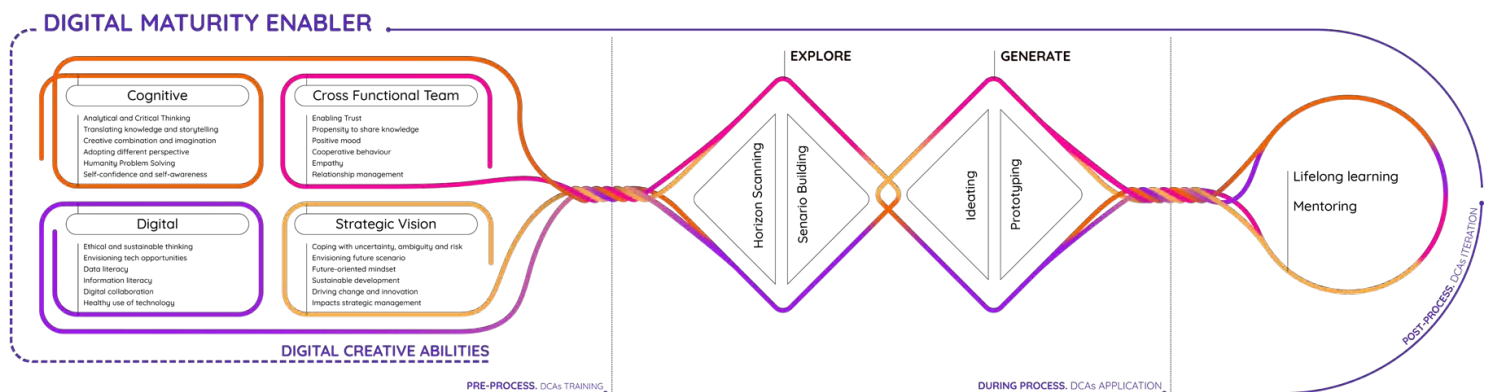 DIGITAL MATURITY ENABLER
Cognitive
Analytical and Critical Thinking
Translating knowledge and storytelling
Creative combination and imagination
Adopting different perspective
Humanity Problem Solving
Self-confidence and self-awareness
Cross Functional Team
Enabling Trust
Propensity to share knowledge
Positive mood
Cooperative behaviour
Empathy
Relationship management
Digital
Ethical and sustainable thinking
Envisioning tech opportunities
Data literacy
Information literacy
Digital collaboration
Healthy use of technology
Strategic Vision
Coping with uncertainty, ambiguity and risk
Envisioning future scenario
Future-oriented mindset
Sustainable development
Driving change and innovation
Impacts strategic management
DIGITAL CREATIVE ABILITIES
PRE-PROCESS. DCAs TRAINING
EXPLORE
Horizon Scanning
Senario Building
GENERATE
Ideating
Prototyping
DURING PROCESS. DCAs APPLICATION
Lifelong learning
Mentoring
POST-PROCESS. DCAs ITERATION